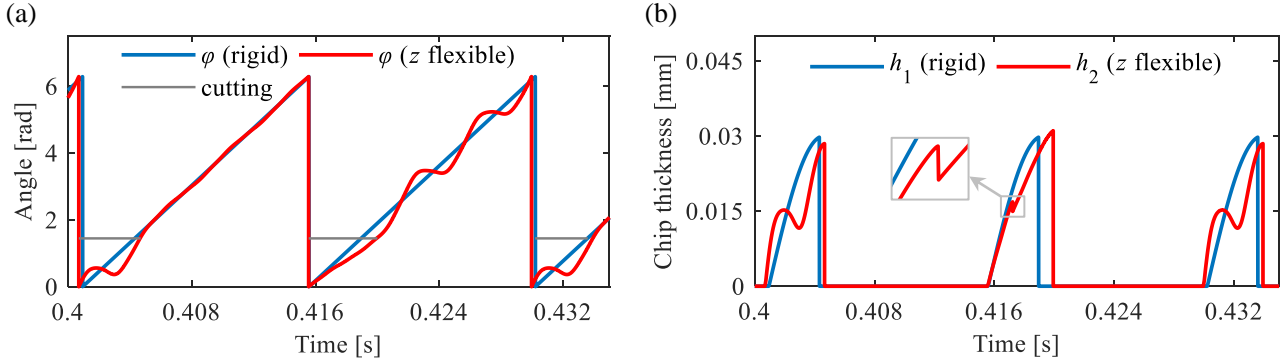 (a)
φ (rigid) φ (z flexible)
cutting
6
4
2
0
Angle [rad]
0.4 0.408 0.416 0.424 0.432
Time [s]
(b)
h1 (rigid) h2 (z flexible)
0.045
0.03
0.015
0
Chip thickness [mm]
0.4 0.408 0.416 0.424 0.432
Time [s]